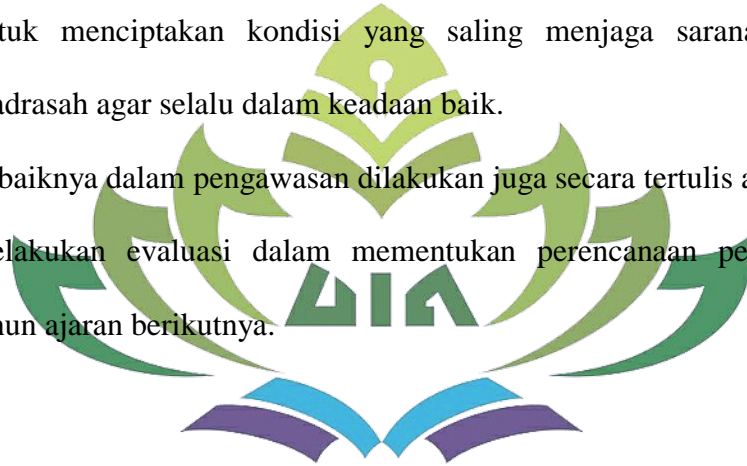 tuk menciptakan kondisi yang saling menjaga sarana
adrasah agar selalu dalam keadaan baik.
baiknya dalam pengawasan dilakukan juga secara tertulis a
elakukan evaluasi dalam mementukan perencanaan pe
un ajaran berikutnya.
UIN